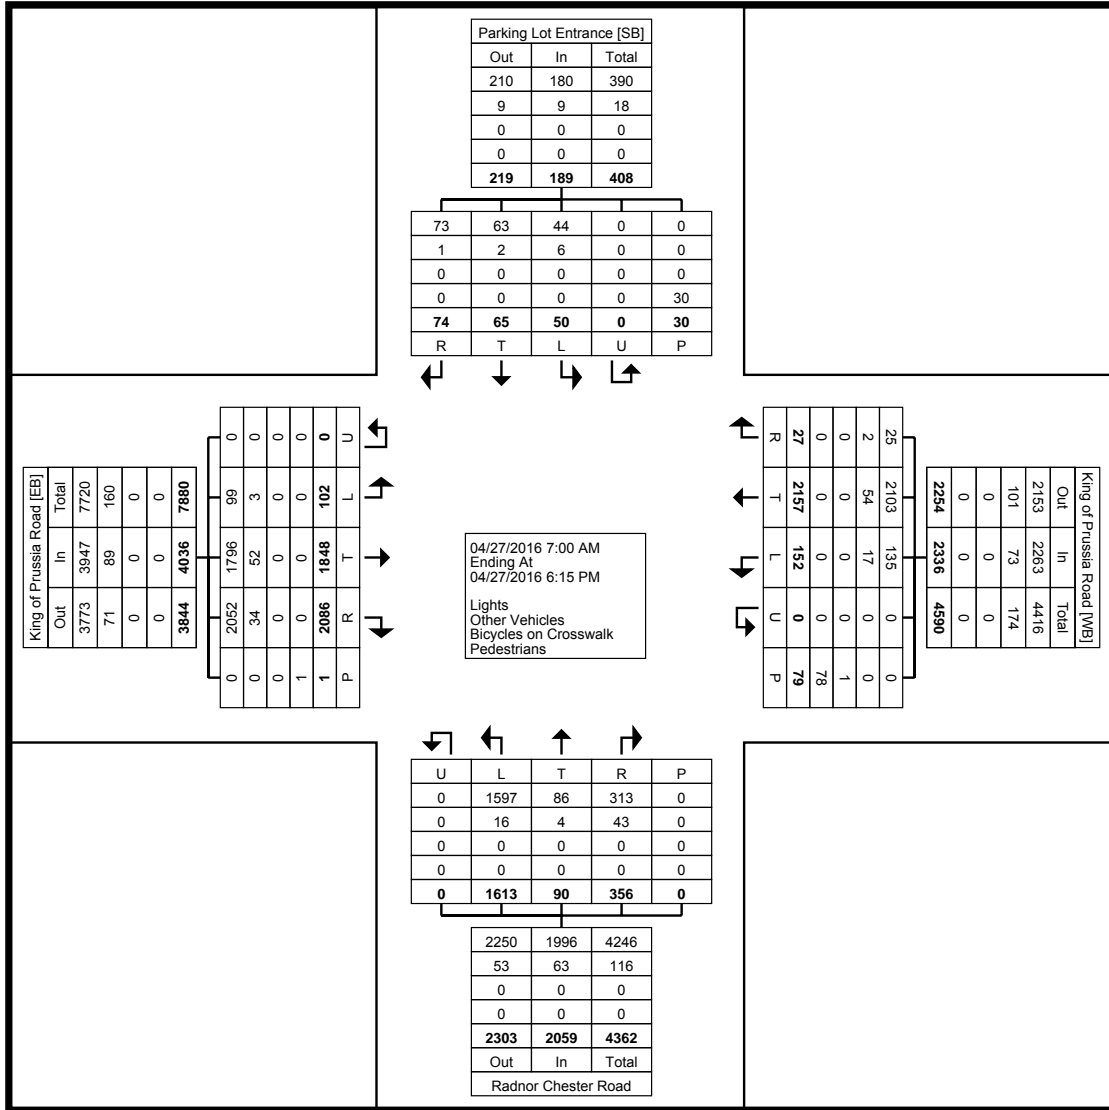 Parking Lot Entrance [SB]
Out In Total
210 180 390
9 9 18
0 0 0
0 0 0
219 189 408
73 63 44 0 0
1 2 6 0 0
0 0 0 0 0
0 0 0 0 30
74 65 50 0 30
R T L U P
King of Prussia Road [EB]
Total 7720 160 0 0 7880
In 3947 89 0 0 4036
Out 3773 71 0 0 3844
0 0 0 0 0 U
99 3 0 0 102 L
1796 52 0 0 1848 T
2052 34 0 0 2086 R
0 0 0 1 1 P
04/27/2016 7:00 AM
Ending At
04/27/2016 6:15 PM
Lights
Other Vehicles
Bicycles on Crosswalk
Pedestrians
R 27 0 0 2 25
T 2157 0 0 54 2103
L 152 0 0 17 135
U 0 0 0 0 0
P 79 78 1 0 0
King of Prussia Road [WB]
Out 2153 101 0 0 2254
In 2263 73 0 0 2336
Total 4416 174 0 0 4590
U L T R P
0 1597 86 313 0
0 16 4 43 0
0 0 0 0 0
0 0 0 0 0
0 1613 90 356 0
2250 1996 4246
53 63 116
0 0 0
0 0 0
2303 2059 4362
Out In Total
Radnor Chester Road